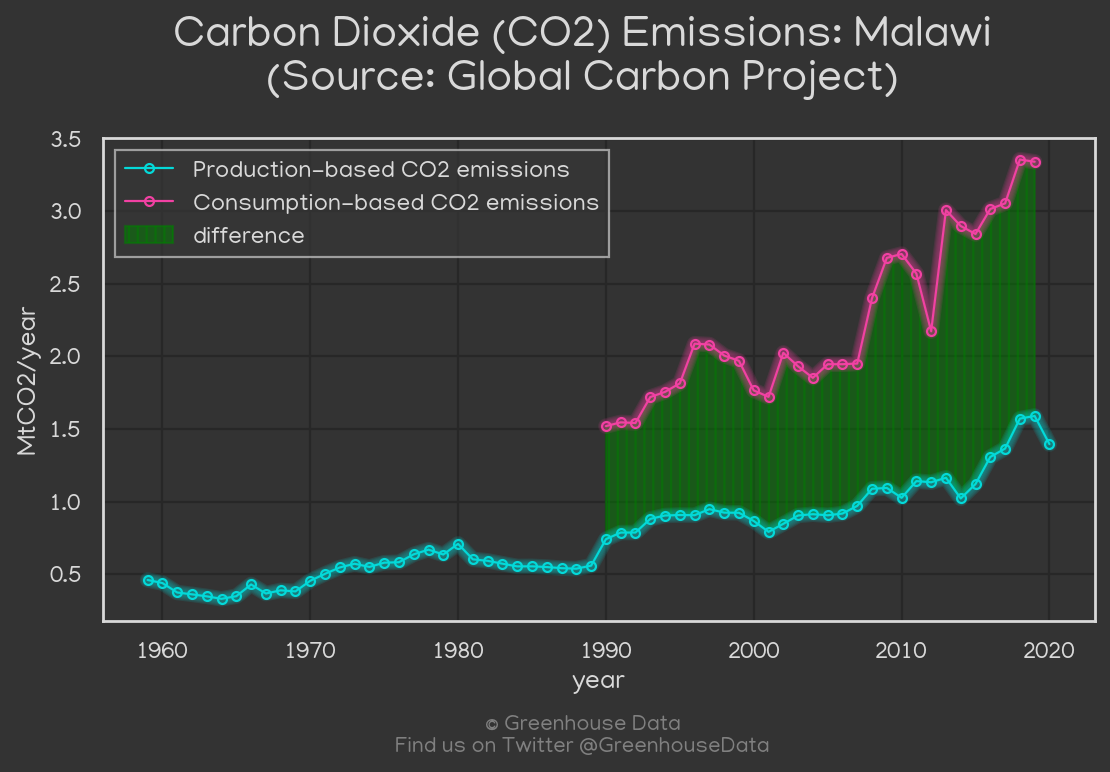 Carbon Dioxide (CO2) Emissions: Malawi
(Source: Global Carbon Project)
3.5
3.0
2.5
2.0
1.5
1.0
0.5
MtCO2/year
Production-based CO2 emissions
Consumption-based CO2 emissions
difference
1960 1970 1980 1990 2000 2010 2020
year
© Greenhouse Data
Find us on Twitter @GreenhouseData